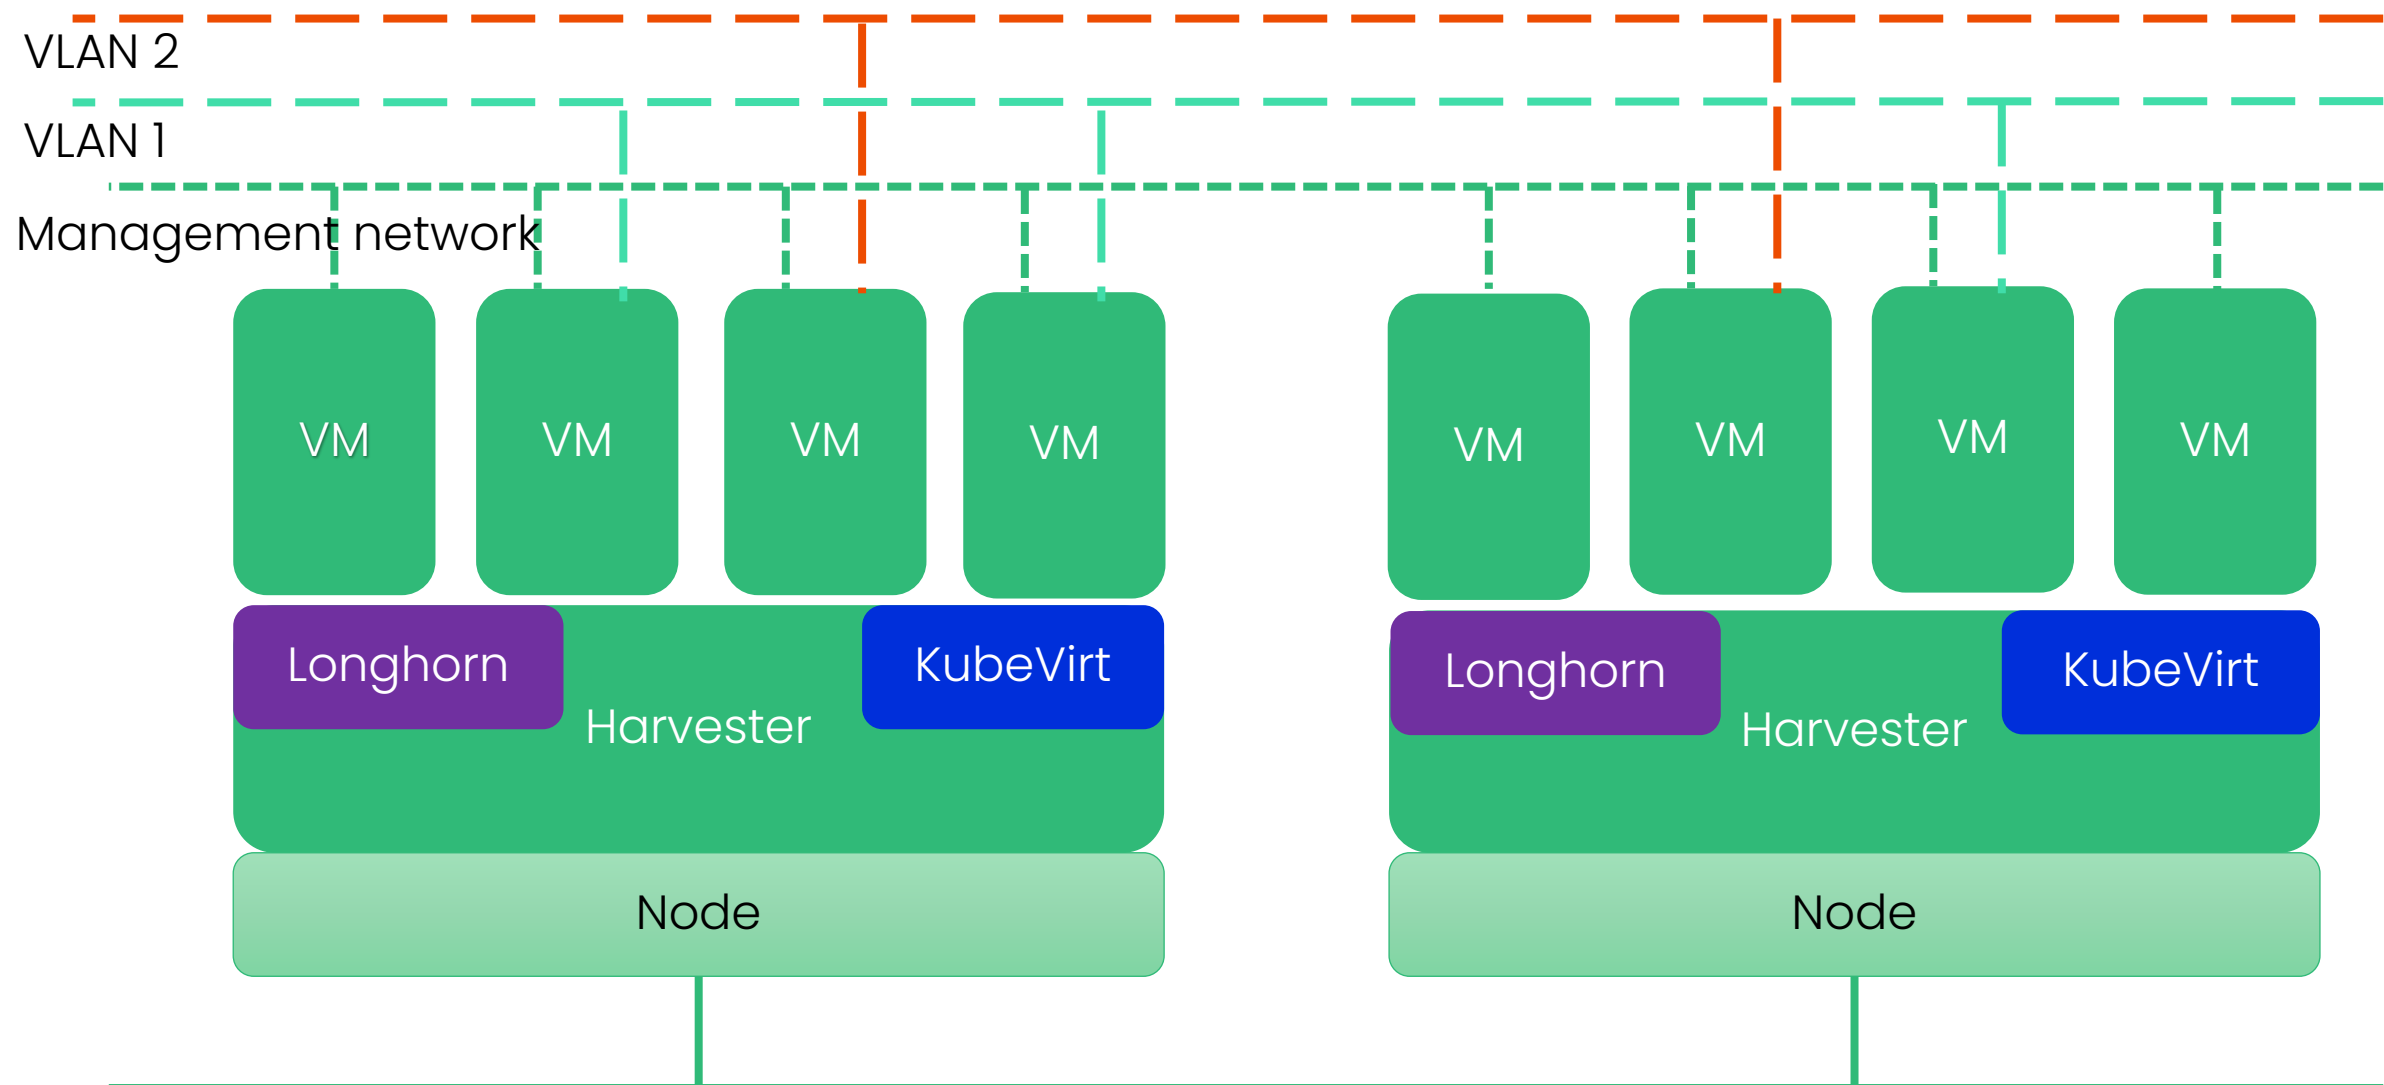 VLAN 2
VLAN 1
Management network
VM
VM
VM
VM
VM
VM
VM
VM
Longhorn
Harvester
KubeVirt
Longhorn
Harvester
KubeVirt
Node
Node